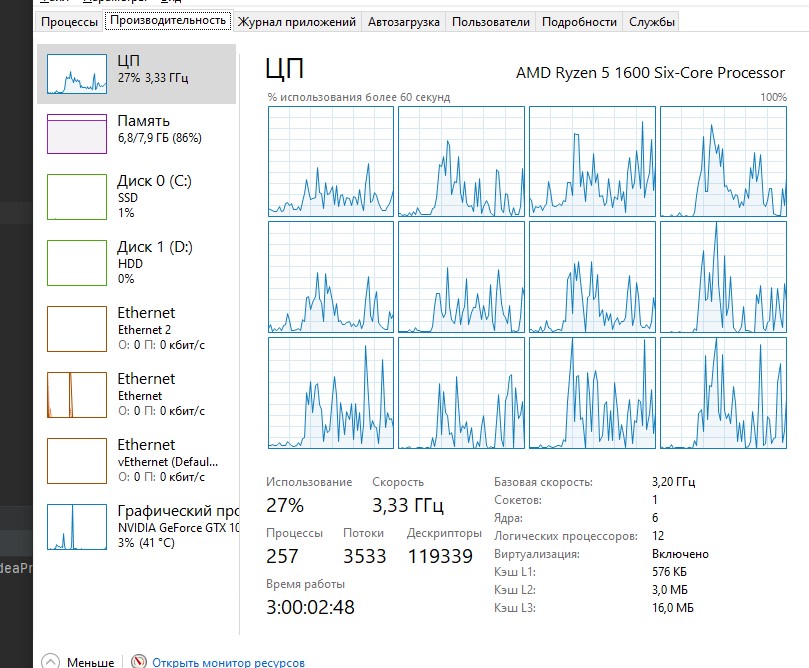 Процессы Производительность Журнал приложений Автозагрузка Пользователи Подробности Службы
ЦП
27% 3,33 ГГц
Память
6,8/7,9 ГБ (86%)
Диск 0 (C:)
SSD
1%
Диск 1 (D:)
HDD
0%
Ethernet
Ethernet 2
О: 0 П: 0 кбит/с
Ethernet
Ethernet
О: 0 П: 0 кбит/с
Ethernet
vEthernet (Defaul...
О: 0 П: 0 кбит/с
Графический про
NVIDIA GeForce GTX 10
3% (41 °C)
ЦП
AMD Ryzen 5 1600 Six-Core Processor
% использования более 60 секунд 100%
Использование Скорость
27% 3,33 ГГц
Процессы Потоки Дескрипторы
257 3533 119339
Время работы
3:00:02:48
Базовая скорость: 3,20 ГГц
Сокетов: 1
Ядра: 6
Логических процессоров: 12
Виртуализация: Включено
Кэш L1: 576 КБ
Кэш L2: 3,0 МБ
Кэш L3: 16,0 МБ
deaPr
Меньше Открыть монитор ресурсов